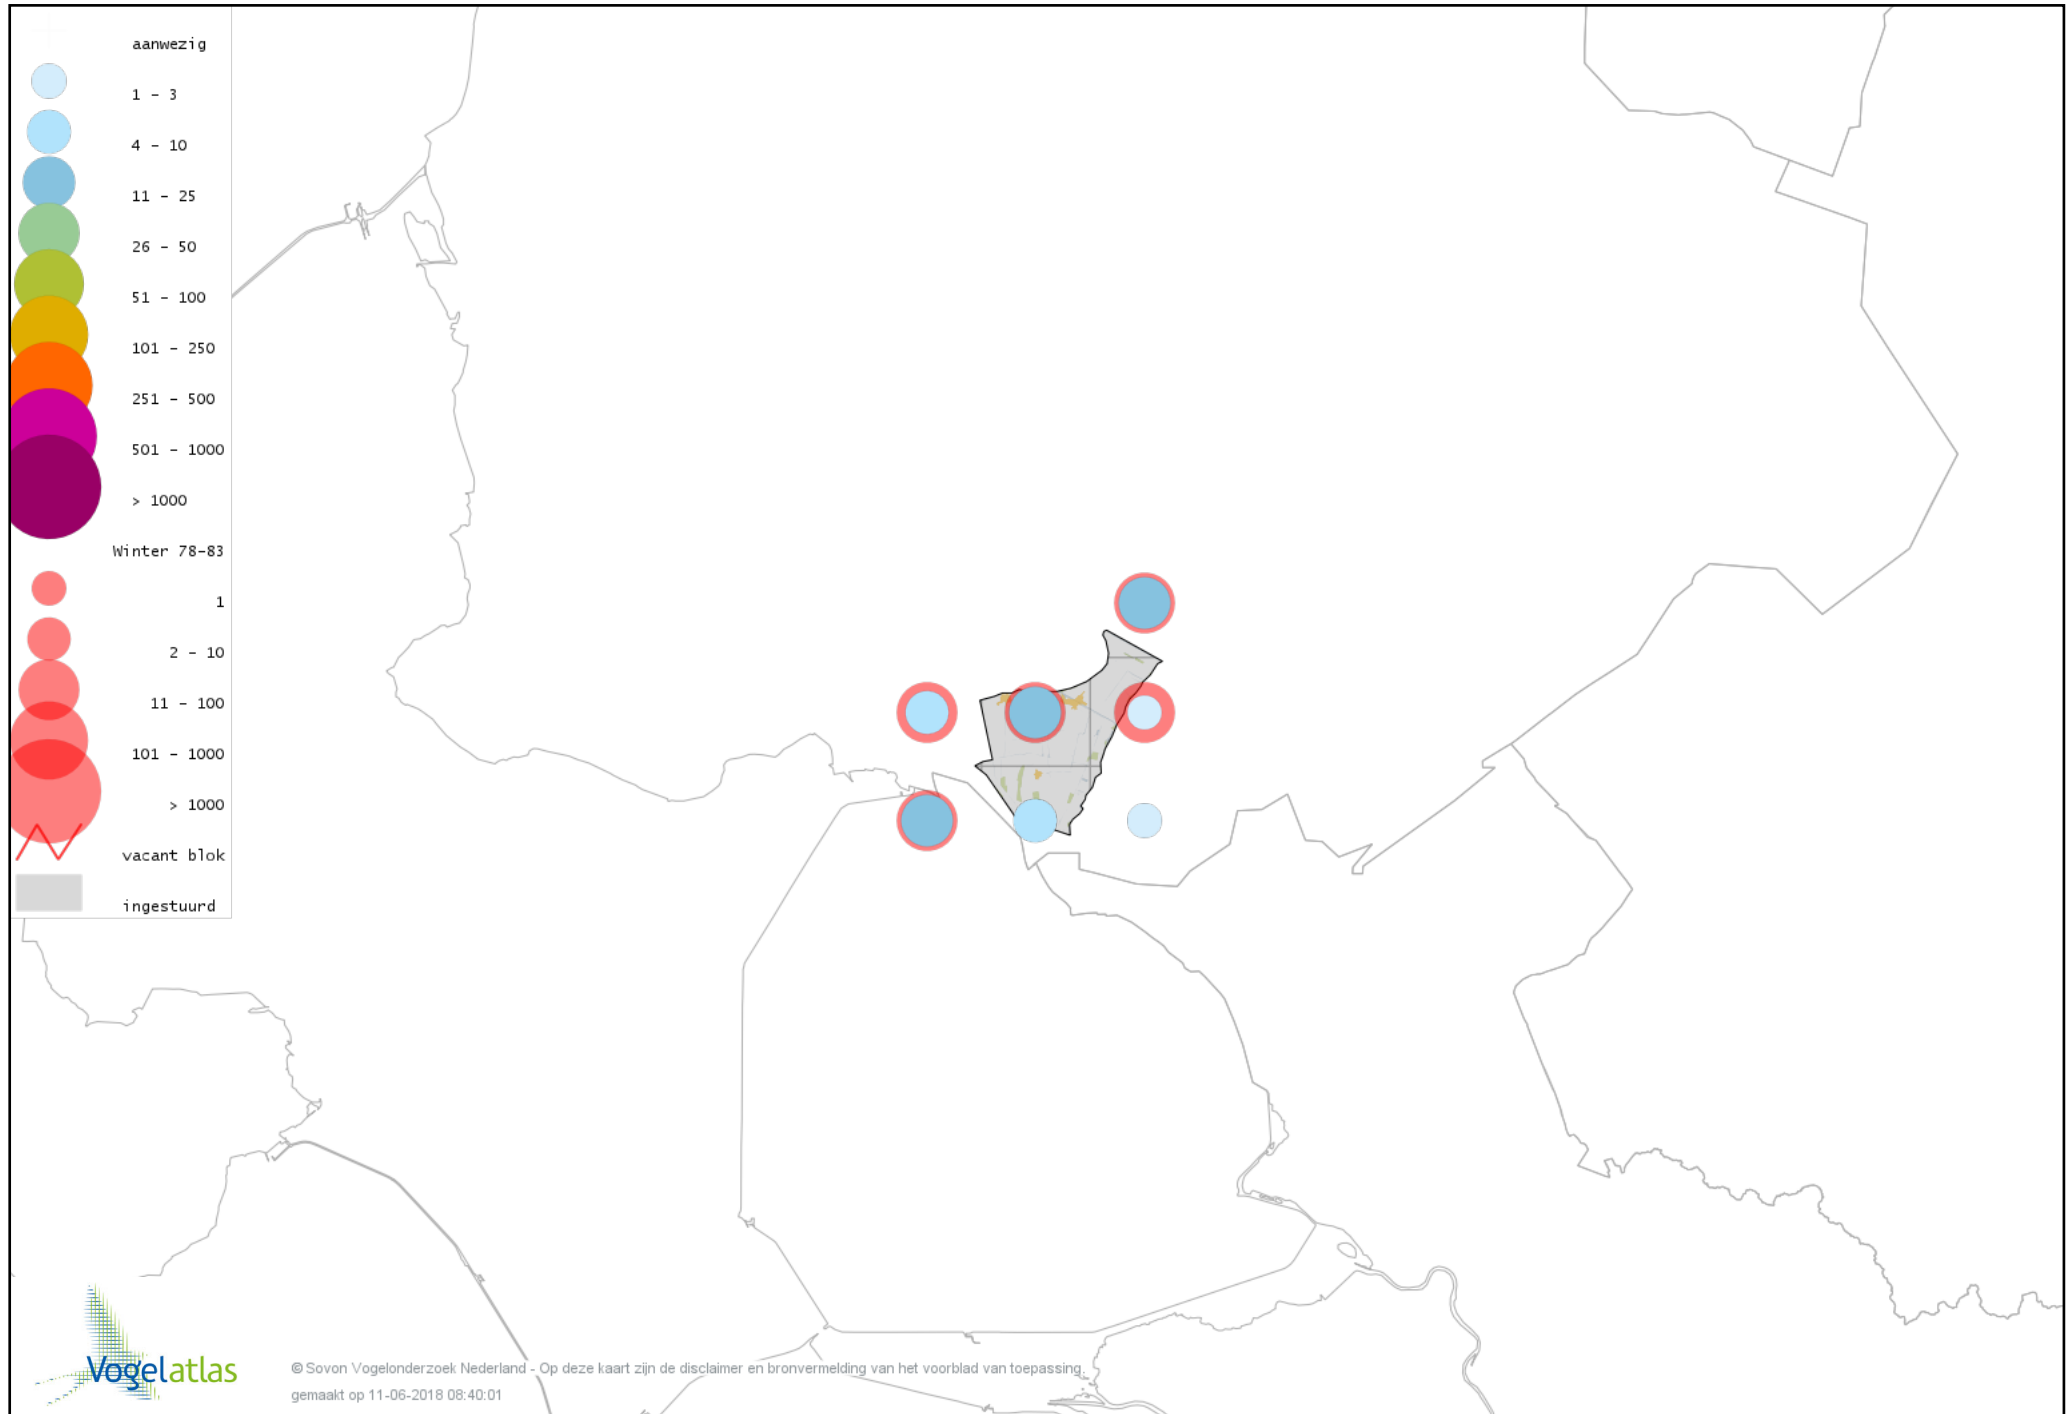 aanwezig
1 - 3
4 - 10
11 - 25
26 - 50
51 - 100
101 - 250
251 - 500
501 - 1000
> 1000
Winter 78-83
1
2 - 10
11 - 100
101 - 1000
> 1000
vacant blok
ingestuurd
Vogelatlas
© Sovon Vogelonderzoek Nederland - Op deze kaart zijn de disclaimer en bronvermelding van het voorblad van toepassing.
gemaakt op 11-06-2018 08:40:01